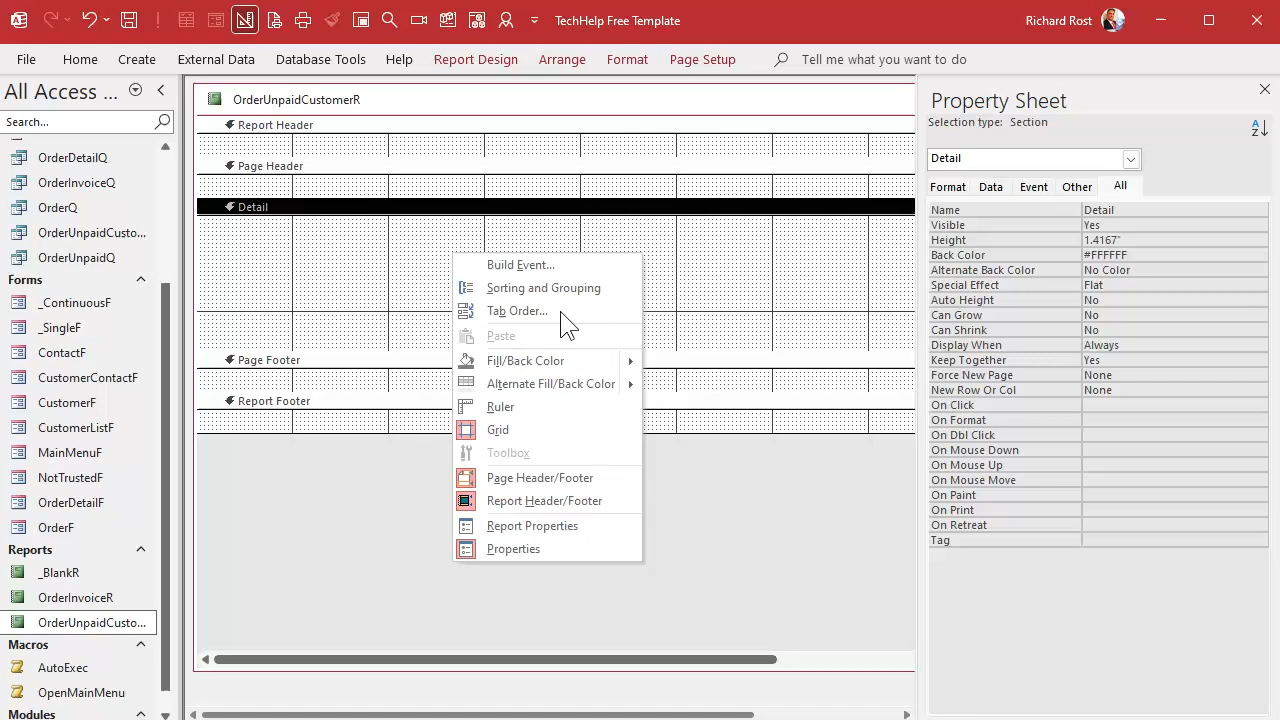 TechHelp Free Template
Richard Rost
File Home Create External Data Database Tools Help Report Design Arrange Format Page Setup Tell me what you want to do
All Access ...
Search...
OrderDetailQ
OrderInvoiceQ
OrderQ
OrderUnpaidCusto...
OrderUnpaidQ
Forms
_ContinuousF
_SingleF
ContactF
CustomerContactF
CustomerF
CustomerListF
MainMenuF
NotTrustedF
OrderDetailF
OrderF
Reports
_BlankR
OrderInvoiceR
OrderUnpaidCusto...
Macros
AutoExec
OpenMainMenu
Modules
OrderUnpaidCustomerR
Report Header
Page Header
Detail
Page Footer
Report Footer
Build Event...
Sorting and Grouping
Tab Order...
Paste
Fill/Back Color
Alternate Fill/Back Color
Ruler
Grid
Toolbox
Page Header/Footer
Report Header/Footer
Report Properties
Properties
Property Sheet
Selection type: Section
Detail
Format Data Event Other All
Name Detail
Visible Yes
Height 1.4167"
Back Color #FFFFFF
Alternate Back Color No Color
Special Effect Flat
Auto Height No
Can Grow No
Can Shrink No
Display When Always
Keep Together Yes
Force New Page None
New Row Or Col None
On Click
On Format
On Dbl Click
On Mouse Down
On Mouse Up
On Mouse Move
On Paint
On Print
On Retreat
Tag